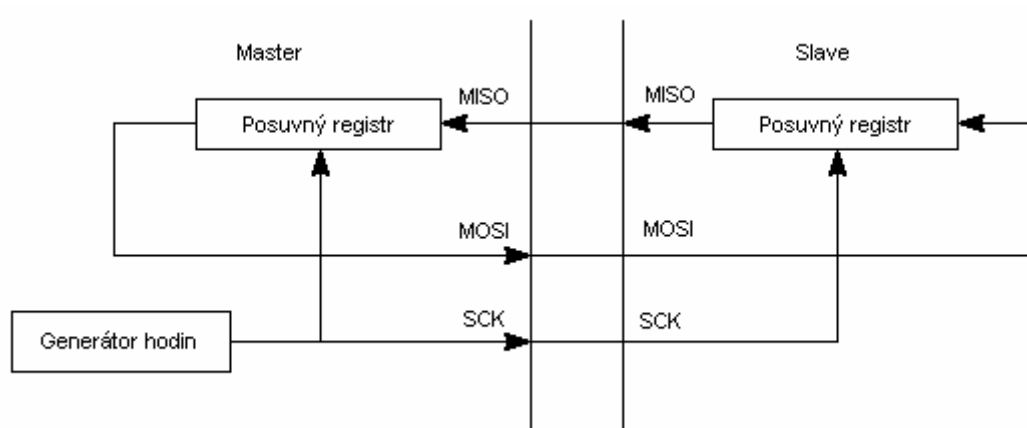 Master
Slave
MISO
MISO
Posuvný registr
Posuvný registr
MOSI
MOSI
SCK
SCK
Generátor hodin